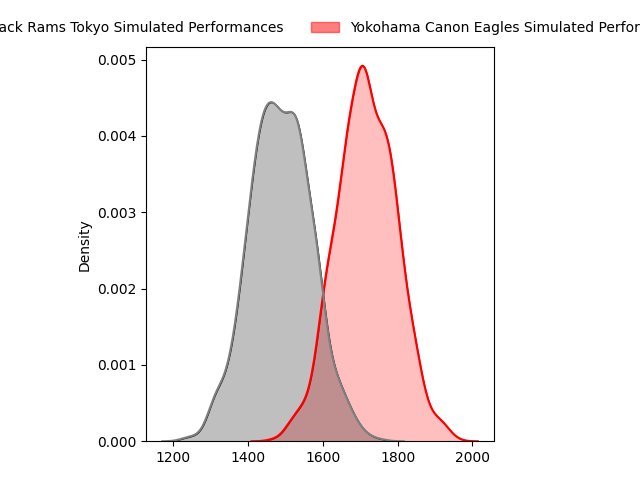 ack Rams Tokyo Simulated Performances
Yokohama Canon Eagles Simulated Perfor
0.005
0.004
0.003
0.002
0.001
0.000
Density
1200 1400 1600 1800 2000